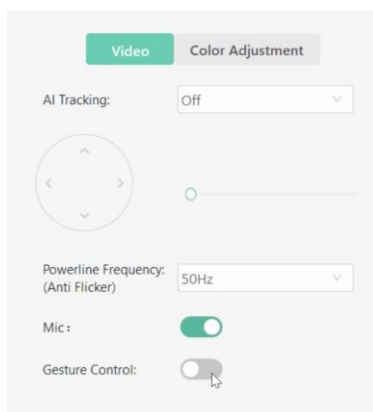 Video Color Adjustment
AI Tracking: Off
Powerline Frequency:
(Anti Flicker) 50Hz
Mic:
Gesture Control: